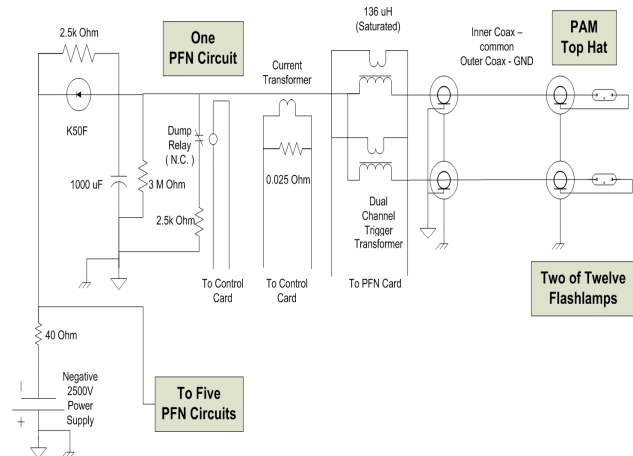 136 uH
(Saturated)
2.5k Ohm
One
PFN Circuit
Inner Coax –
common
Outer Coax - GND
PAM
Top Hat
Current
Transformer
K50F
Dump
Relay
( N.C. )
1000 uF
3 M Ohm
0.025 Ohm
2.5k Ohm
Dual
Channel
Trigger
Transformer
To Control
Card
To Control
Card
To PFN Card
Two of Twelve
Flashlamps
40 Ohm
Negative
2500V
Power
Supply
To Five
PFN Circuits